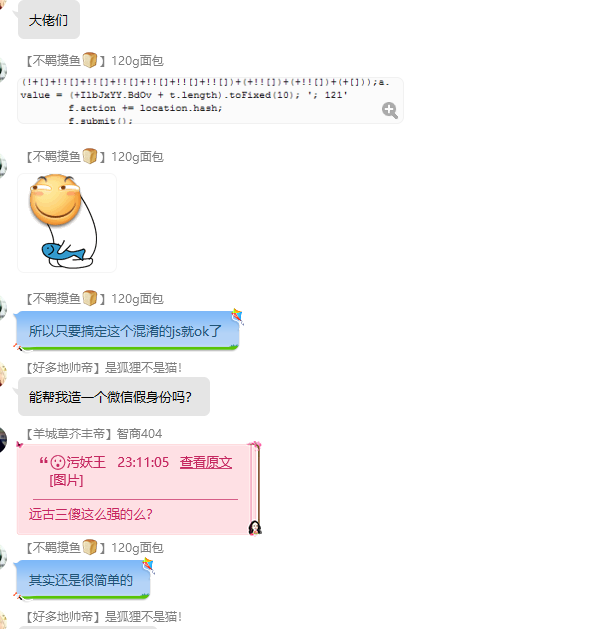 大佬们
【不羁摸鱼🍞】120g面包
(!+[]+!![]+!![]+!![]+!![]+!![]+!![])+(+!![])+(+!![])+(+[]));a.
value = (+IlbJxYY.BdOv + t.length).toFixed(10); '; 121'
f.action += location.hash;
f.submit();
【不羁摸鱼🍞】120g面包
【不羁摸鱼🍞】120g面包
所以只要搞定这个混淆的js就ok了
【好多地帅帝】是狐狸不是猫!
能帮我造一个微信假身份吗?
【羊城草芥丰帝】智商404
“😮污妖王 23:11:05 查看原文
[图片]
远古三傻这么强的么?
【不羁摸鱼🍞】120g面包
其实还是很简单的
【好多地帅帝】是狐狸不是猫!